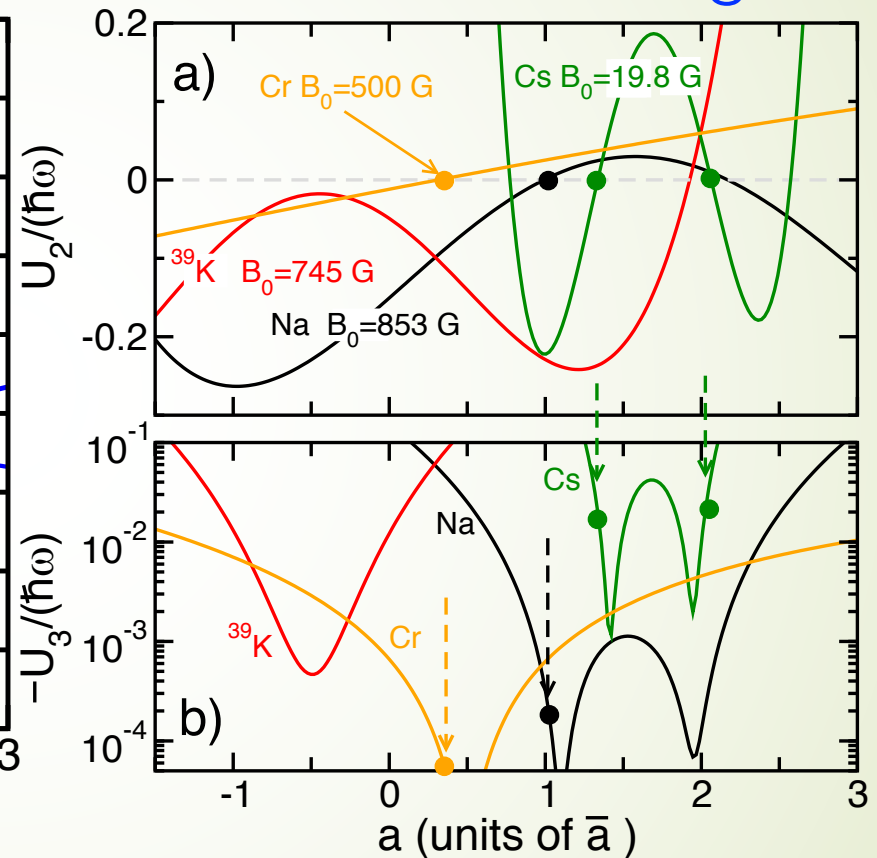 0.2
a)
Cr B₀=500 G
Cs B₀=19.8 G
0
U₂/(ħω)
³⁹K B₀=745 G
Na B₀=853 G
-0.2
10⁻¹
Cs
Na
10⁻²
−U₃/(ħω)
³⁹K
Cr
10⁻³
b)
10⁻⁴
3
-1
0
1
2
3
a (units of a̅ )